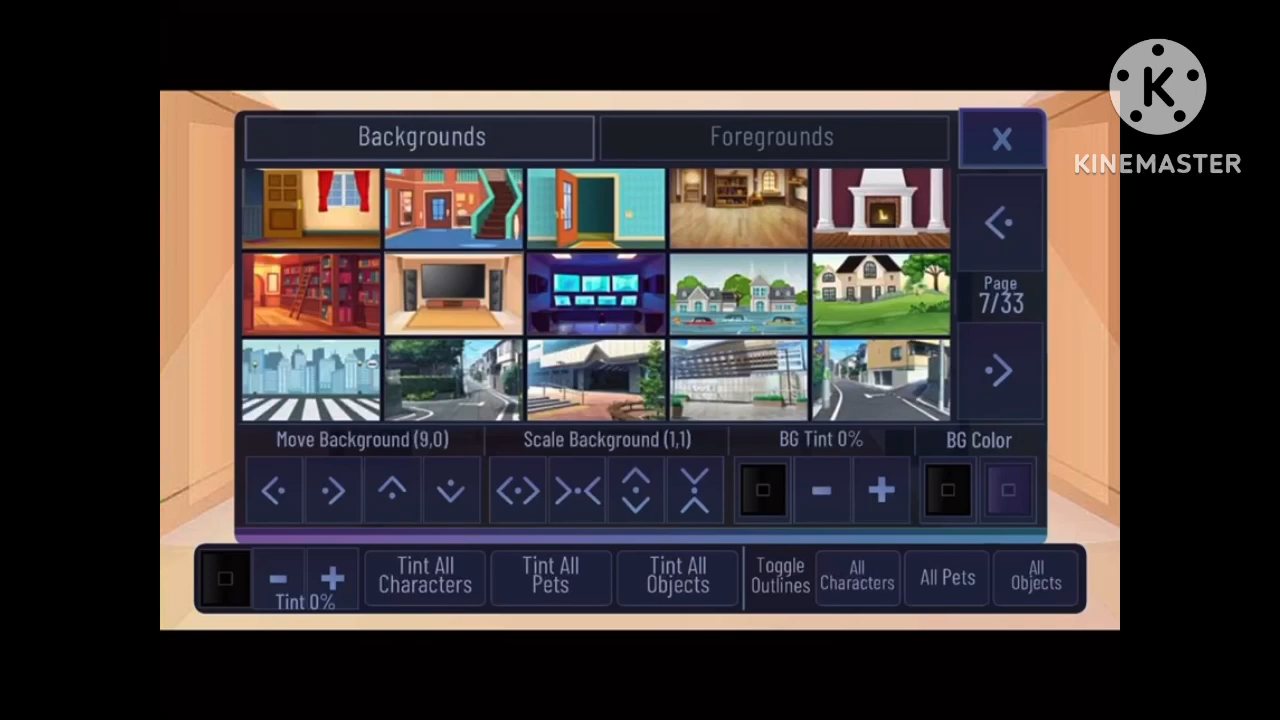 KINEMASTER
Backgrounds
Foregrounds
X
Page
7/33
Move Background (9,0)
Scale Background (1,1)
BG Tint 0%
BG Color
Tint 0%
Tint All
Characters
Tint All
Pets
Tint All
Objects
Toggle
Outlines
All
Characters
All Pets
All
Objects